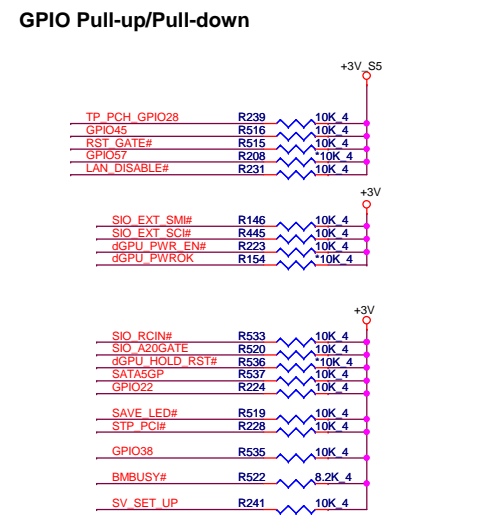 GPIO Pull-up/Pull-down
+3V_S5
TP_PCH_GPIO28 R239 10K_4
GPIO45 R516 10K_4
RST_GATE# R515 10K_4
GPIO57 R208 *10K_4
LAN_DISABLE# R231 10K_4
+3V
SIO_EXT_SMI# R146 10K_4
SIO_EXT_SCI# R445 10K_4
dGPU_PWR_EN# R223 10K_4
dGPU_PWROK R154 *10K_4
+3V
SIO_RCIN# R533 10K_4
SIO_A20GATE R520 10K_4
dGPU_HOLD_RST# R536 *10K_4
SATA5GP R537 10K_4
GPIO22 R224 10K_4
SAVE_LED# R519 10K_4
STP_PCI# R228 10K_4
GPIO38 R535 10K_4
BMBUSY# R522 8.2K_4
SV_SET_UP R241 10K_4